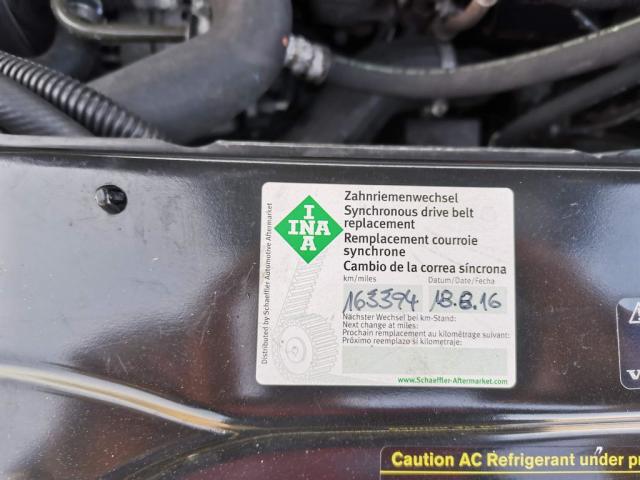 INA
INA
Distributed by Schaeffler Automotive Aftermarket
Zahnriemenwechsel
Synchronous drive belt
replacement
Remplacement courroie
synchrone
Cambio de la correa síncrona
km/miles Datum/Date/Fecha
163394 18.8.16
Nächster Wechsel bei km-Stand:
Next change at miles:
Prochain remplacement au kilométrage suivant:
Próximo reemplazo si kilometraje:
www.Schaeffler-Aftermarket.com
Caution AC Refrigerant under pr